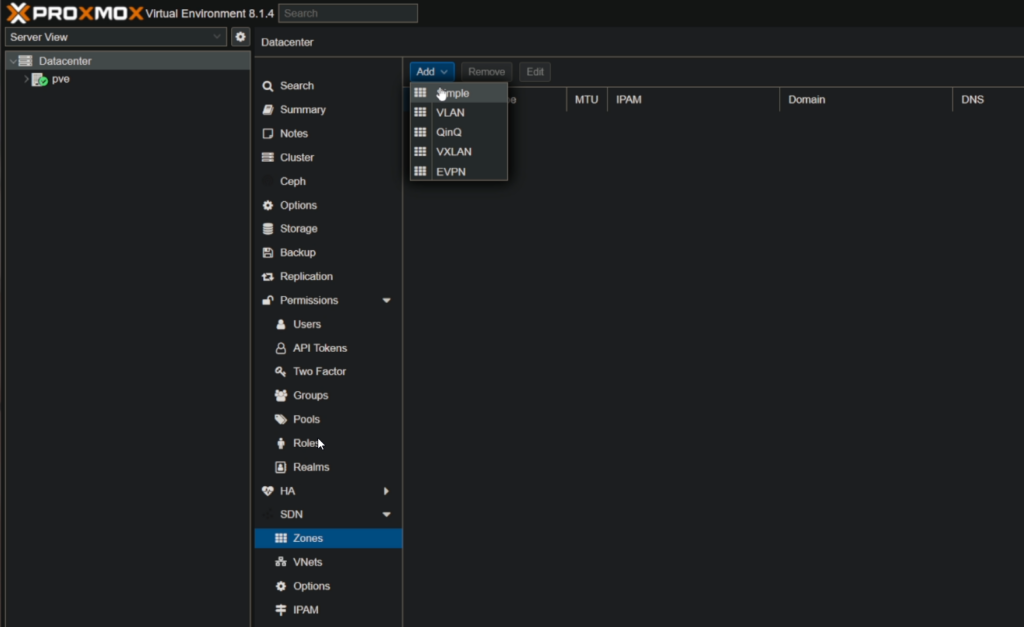 PROXMOX Virtual Environment 8.1.4 Search
Server View
Datacenter
pve
Datacenter
Search
Summary
Notes
Cluster
Ceph
Options
Storage
Backup
Replication
Permissions
Users
API Tokens
Two Factor
Groups
Pools
Roles
Realms
HA
SDN
Zones
VNets
Options
IPAM
Add Remove Edit
MTU IPAM Domain DNS
Simple
VLAN
QinQ
VXLAN
EVPN